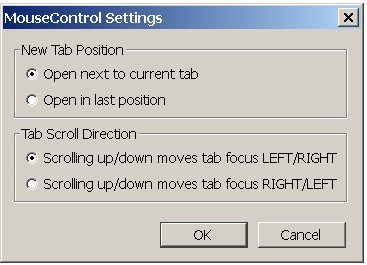 MouseControl Settings
New Tab Position
Open next to current tab
Open in last position
Tab Scroll Direction
Scrolling up/down moves tab focus LEFT/RIGHT
Scrolling up/down moves tab focus RIGHT/LEFT
OK Cancel